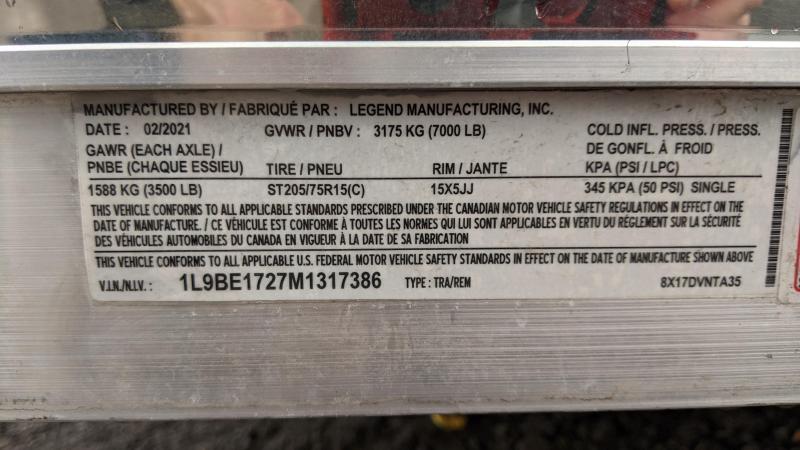 MANUFACTURED BY / FABRIQUÉ PAR : LEGEND MANUFACTURING, INC.
DATE : 02/2021 GVWR / PNBV : 3175 KG (7000 LB) COLD INFL. PRESS. / PRESS.
GAWR (EACH AXLE) / DE GONFL. À FROID
PNBE (CHAQUE ESSIEU) TIRE / PNEU RIM / JANTE KPA (PSI / LPC)
1588 KG (3500 LB) ST205/75R15(C) 15X5JJ 345 KPA (50 PSI) SINGLE
THIS VEHICLE CONFORMS TO ALL APPLICABLE STANDARDS PRESCRIBED UNDER THE CANADIAN MOTOR VEHICLE SAFETY REGULATIONS IN EFFECT ON THE
DATE OF MANUFACTURE. / CE VÉHICULE EST CONFORME À TOUTES LES NORMES QUI LUI SONT APPLICABLES EN VERTU DU RÉGLEMENT SUR LA SÉCURITÉ
DES VÉHICULES AUTOMOBILES DU CANADA EN VIGUEUR À LA DATE DE SA FABRICATION
THIS VEHICLE CONFORMS TO ALL APPLICABLE U.S. FEDERAL MOTOR VEHICLE SAFETY STANDARDS IN EFFECT ON THE DATE OF MANUFACTURE SHOWN ABOVE
V.I.N./N.I.V. : 1L9BE1727M1317386 TYPE : TRA/REM 8X17DVNTA35